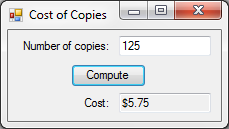 Cost of Copies
Number of copies: 125
Compute
Cost: $5.75